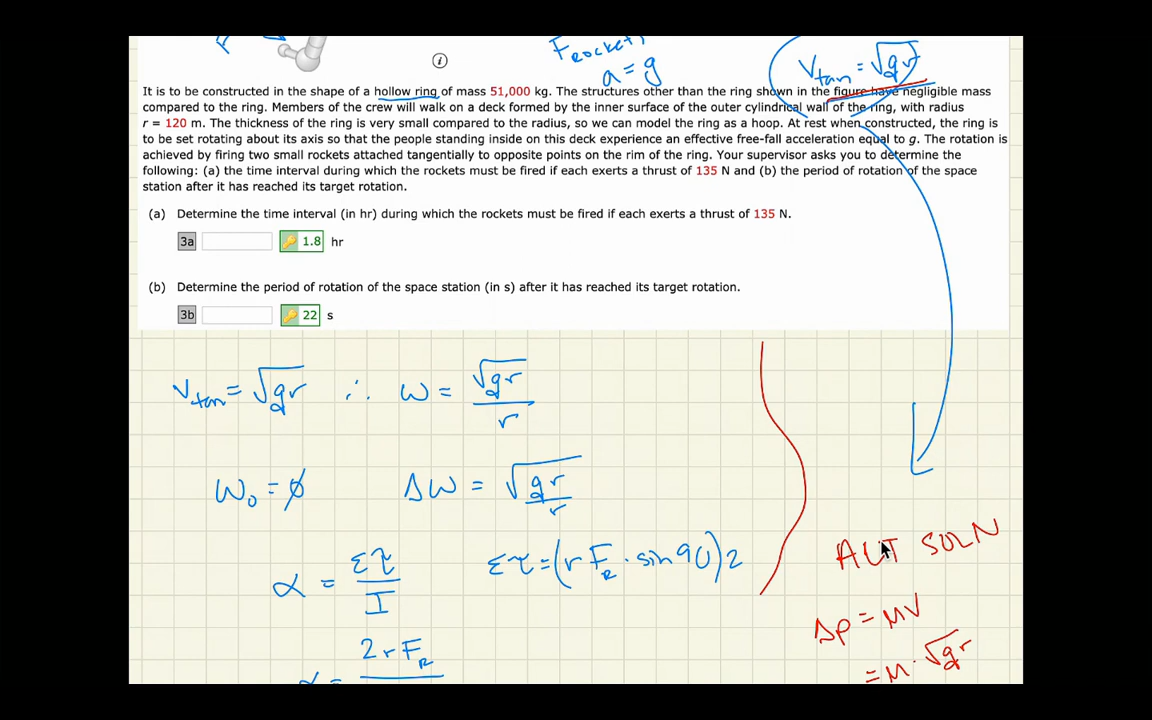 Frocket,
a = g
Vtan = √gr
It is to be constructed in the shape of a hollow ring of mass 51,000 kg. The structures other than the ring shown in the figure have negligible mass
compared to the ring. Members of the crew will walk on a deck formed by the inner surface of the outer cylindrical wall of the ring, with radius
r = 120 m. The thickness of the ring is very small compared to the radius, so we can model the ring as a hoop. At rest when constructed, the ring is
to be set rotating about its axis so that the people standing inside on this deck experience an effective free-fall acceleration equal to g. The rotation is
achieved by firing two small rockets attached tangentially to opposite points on the rim of the ring. Your supervisor asks you to determine the
following: (a) the time interval during which the rockets must be fired if each exerts a thrust of 135 N and (b) the period of rotation of the space
station after it has reached its target rotation.
(a) Determine the time interval (in hr) during which the rockets must be fired if each exerts a thrust of 135 N.
3a 1.8 hr
(b) Determine the period of rotation of the space station (in s) after it has reached its target rotation.
3b 22 s
Vtan = √gr ∴ ω = √gr / r
ω₀ = ∅ Δω = √gr / r
α = Στ / I Στ = (r F_R · sin 90) 2
α = 2 r F_R
ALT SOLN
Δp = MV
= M · √gr